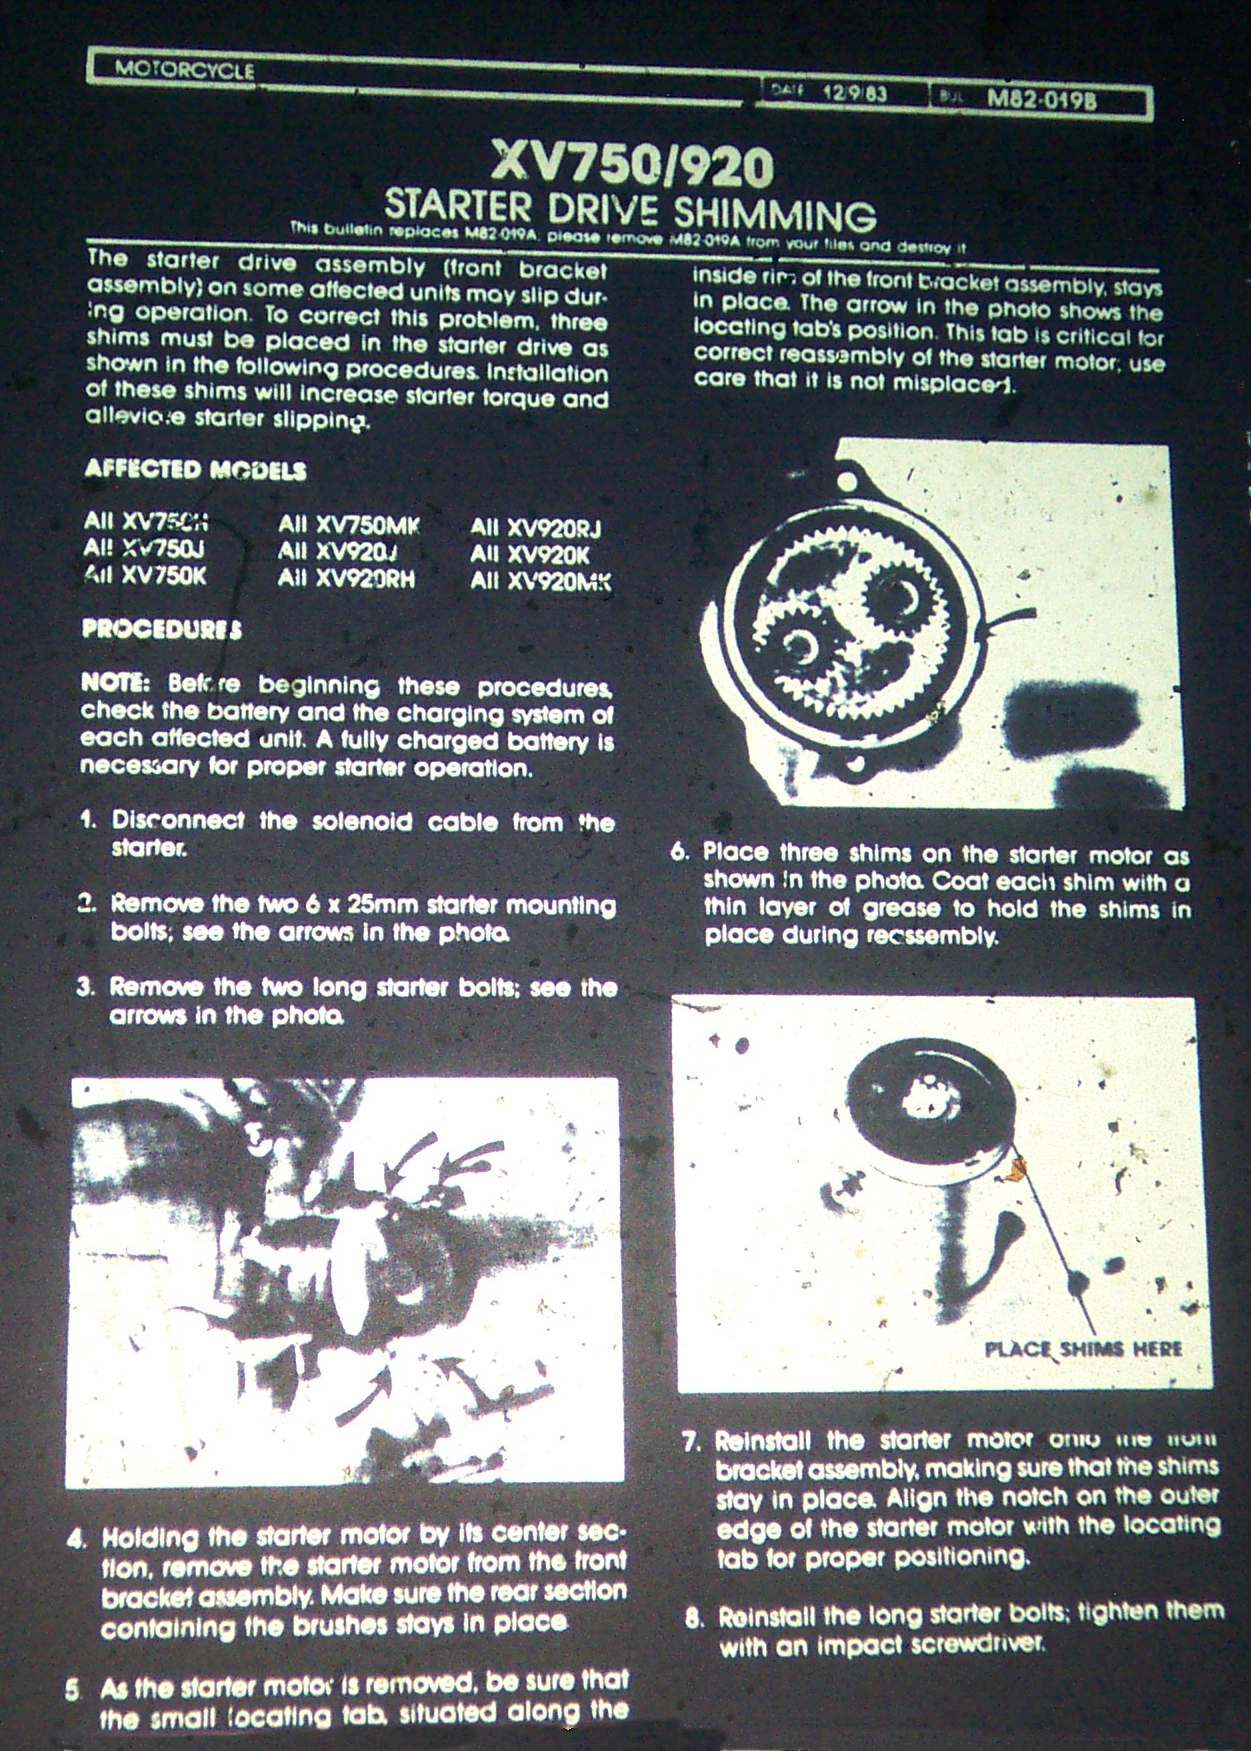 MOTORCYCLE
DATE 12/9/83 BUL M82-019B
XV750/920
STARTER DRIVE SHIMMING
This bulletin replaces M82-019A; please remove M82-019A from your files and destroy it
The starter drive assembly (front bracket
assembly) on some affected units may slip dur-
ing operation. To correct this problem, three
shims must be placed in the starter drive as
shown in the following procedures. Installation
of these shims will increase starter torque and
alleviate starter slipping.
AFFECTED MODELS
All XV750H All XV750MK All XV920RJ
All XV750J All XV920J All XV920K
All XV750K All XV920RH All XV920MK
PROCEDURES
NOTE: Before beginning these procedures,
check the battery and the charging system of
each affected unit. A fully charged battery is
necessary for proper starter operation.
1. Disconnect the solenoid cable from the
starter.
2. Remove the two 6 x 25mm starter mounting
bolts; see the arrows in the photo.
3. Remove the two long starter bolts; see the
arrows in the photo.
4. Holding the starter motor by its center sec-
tion, remove the starter motor from the front
bracket assembly. Make sure the rear section
containing the brushes stays in place
5 As the starter motor is removed, be sure that
the small locating tab, situated along the
inside rim of the front bracket assembly, stays
in place. The arrow in the photo shows the
locating tab's position. This tab is critical for
correct reassembly of the starter motor; use
care that it is not misplaced.
6. Place three shims on the starter motor as
shown in the photo. Coat each shim with a
thin layer of grease to hold the shims in
place during reassembly.
PLACE SHIMS HERE
7. Reinstall the starter motor onto the front
bracket assembly, making sure that the shims
stay in place. Align the notch on the outer
edge of the starter motor with the locating
tab for proper positioning.
8. Reinstall the long starter bolts; tighten them
with an impact screwdriver.